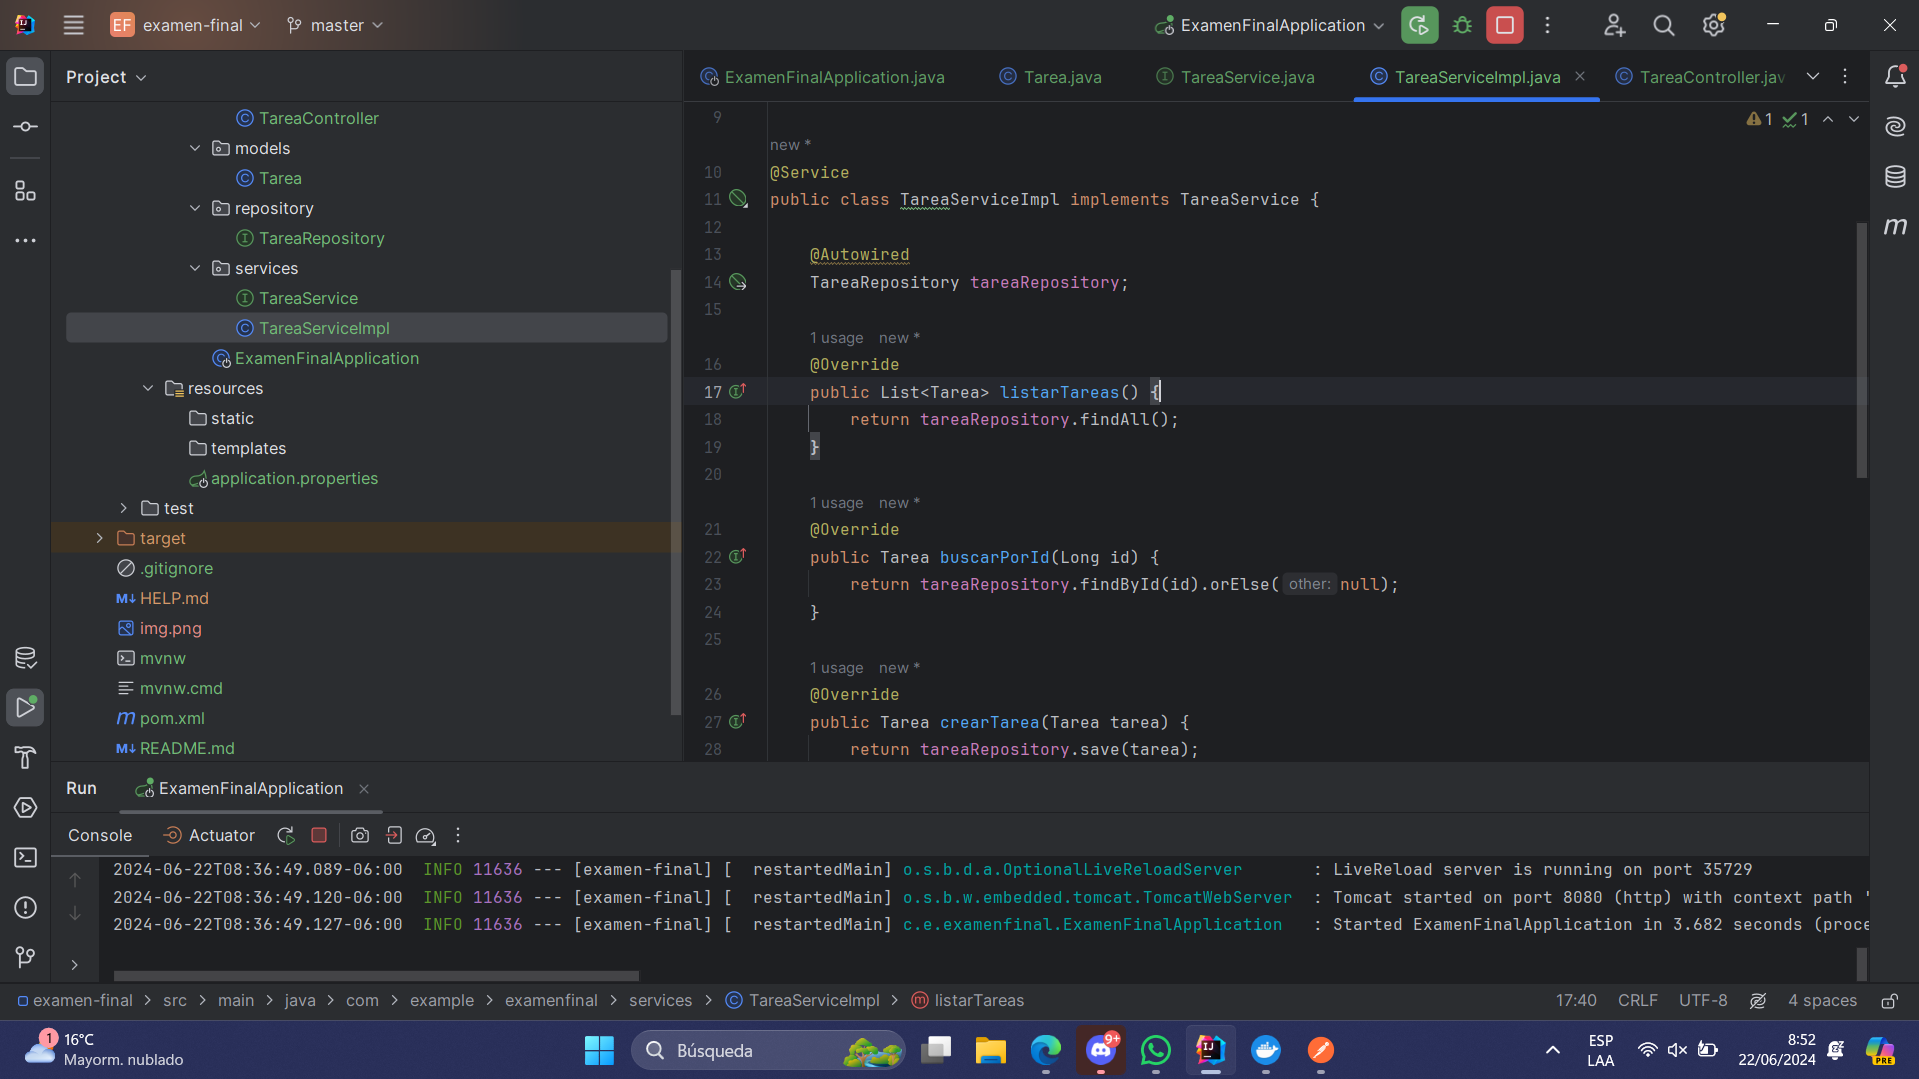 EF examen-final master ExamenFinalApplication
Project
ExamenFinalApplication.java Tarea.java TareaService.java TareaServiceImpl.java TareaController.jav
TareaController
models
Tarea
repository
TareaRepository
services
TareaService
TareaServiceImpl
ExamenFinalApplication
resources
static
templates
application.properties
test
target
.gitignore
HELP.md
img.png
mvnw
mvnw.cmd
pom.xml
README.md
1 1
9
new *
10 @Service
11 public class TareaServiceImpl implements TareaService {
12
13 @Autowired
14 TareaRepository tareaRepository;
15
1 usage new *
16 @Override
17 public List<Tarea> listarTareas() {
18 return tareaRepository.findAll();
19 }
20
1 usage new *
21 @Override
22 public Tarea buscarPorId(Long id) {
23 return tareaRepository.findById(id).orElse( other: null);
24 }
25
1 usage new *
26 @Override
27 public Tarea crearTarea(Tarea tarea) {
28 return tareaRepository.save(tarea);
Run ExamenFinalApplication
Console Actuator
2024-06-22T08:36:49.089-06:00 INFO 11636 --- [examen-final] [ restartedMain] o.s.b.d.a.OptionalLiveReloadServer : LiveReload server is running on port 35729
2024-06-22T08:36:49.120-06:00 INFO 11636 --- [examen-final] [ restartedMain] o.s.b.w.embedded.tomcat.TomcatWebServer : Tomcat started on port 8080 (http) with context path '
2024-06-22T08:36:49.127-06:00 INFO 11636 --- [examen-final] [ restartedMain] c.e.examenfinal.ExamenFinalApplication : Started ExamenFinalApplication in 3.682 seconds (proce
examen-final > src > main > java > com > example > examenfinal > services > TareaServiceImpl > listarTareas 17:40 CRLF UTF-8 4 spaces
1 16°C
Mayorm. nublado
Búsqueda
9+
ESP
LAA
8:52
22/06/2024
PRE